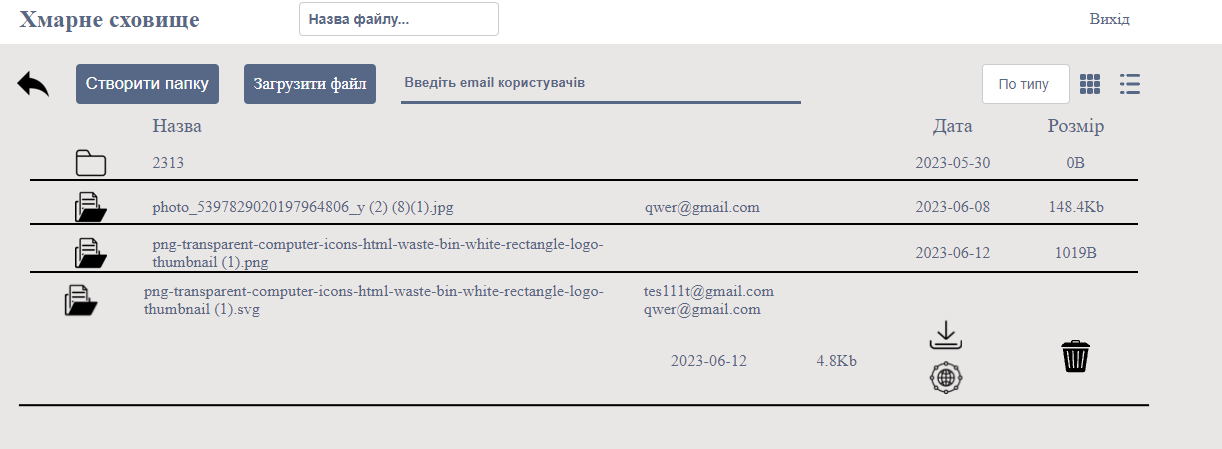 Хмарне сховище
Назва файлу...
Вихід
Створити папку
Загрузити файл
Введіть email користувачів
По типу
Назва Дата Розмір
2313 2023-05-30 0B
photo_5397829020197964806_y (2) (8)(1).jpg qwer@gmail.com 2023-06-08 148.4Kb
png-transparent-computer-icons-html-waste-bin-white-rectangle-logo-
thumbnail (1).png
2023-06-12 1019B
png-transparent-computer-icons-html-waste-bin-white-rectangle-logo-
thumbnail (1).svg
tes111t@gmail.com
qwer@gmail.com
2023-06-12 4.8Kb